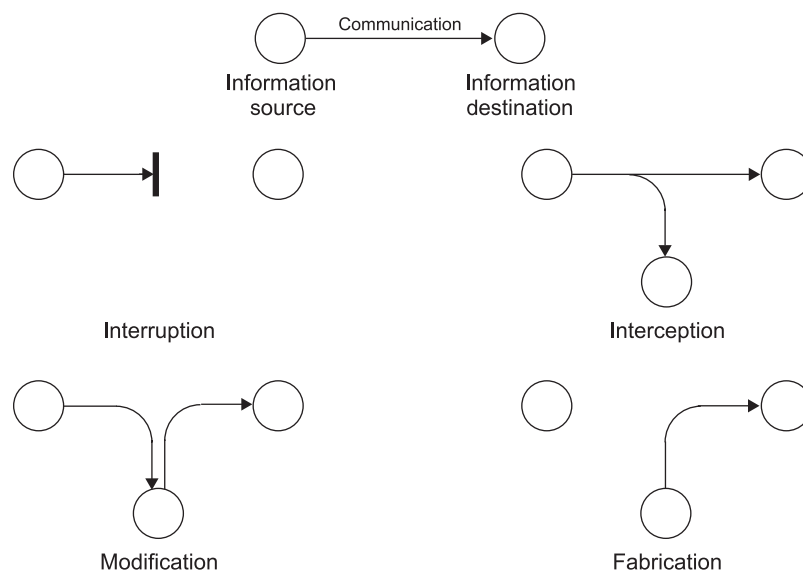 Communication
Information
source
Information
destination
Interruption
Interception
Modification
Fabrication